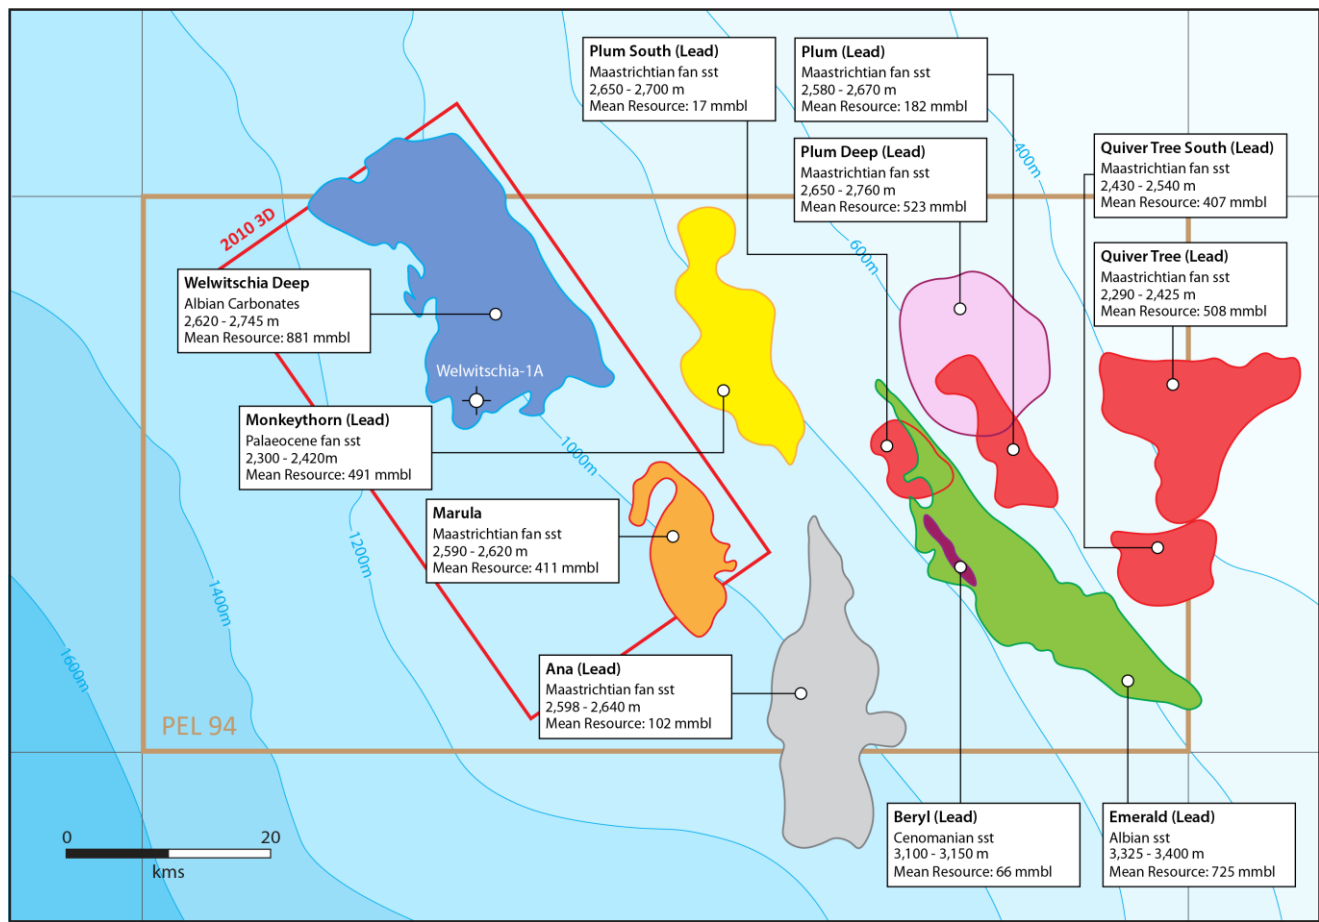 Plum South (Lead)
Maastrichtian fan sst
2,650 - 2,700 m
Mean Resource: 17 mmbl
Plum (Lead)
Maastrichtian fan sst
2,580 - 2,670 m
Mean Resource: 182 mmbl
Plum Deep (Lead)
Maastrichtian fan sst
2,650 - 2,760 m
Mean Resource: 523 mmbl
400m
Quiver Tree South (Lead)
Maastrichtian fan sst
2,430 - 2,540 m
Mean Resource: 407 mmbl
Quiver Tree (Lead)
Maastrichtian fan sst
2,290 - 2,425 m
Mean Resource: 508 mmbl
2010 3D
600m
Welwitschia Deep
Albian Carbonates
2,620 - 2,745 m
Mean Resource: 881 mmbl
Welwitschia-1A
Monkeythorn (Lead)
Palaeocene fan sst
2,300 - 2,420m
Mean Resource: 491 mmbl
1000m
Marula
Maastrichtian fan sst
2,590 - 2,620 m
Mean Resource: 411 mmbl
1200m
1400m
1600m
Ana (Lead)
Maastrichtian fan sst
2,598 - 2,640 m
Mean Resource: 102 mmbl
PEL 94
Beryl (Lead)
Cenomanian sst
3,100 - 3,150 m
Mean Resource: 66 mmbl
Emerald (Lead)
Albian sst
3,325 - 3,400 m
Mean Resource: 725 mmbl
0 20
kms